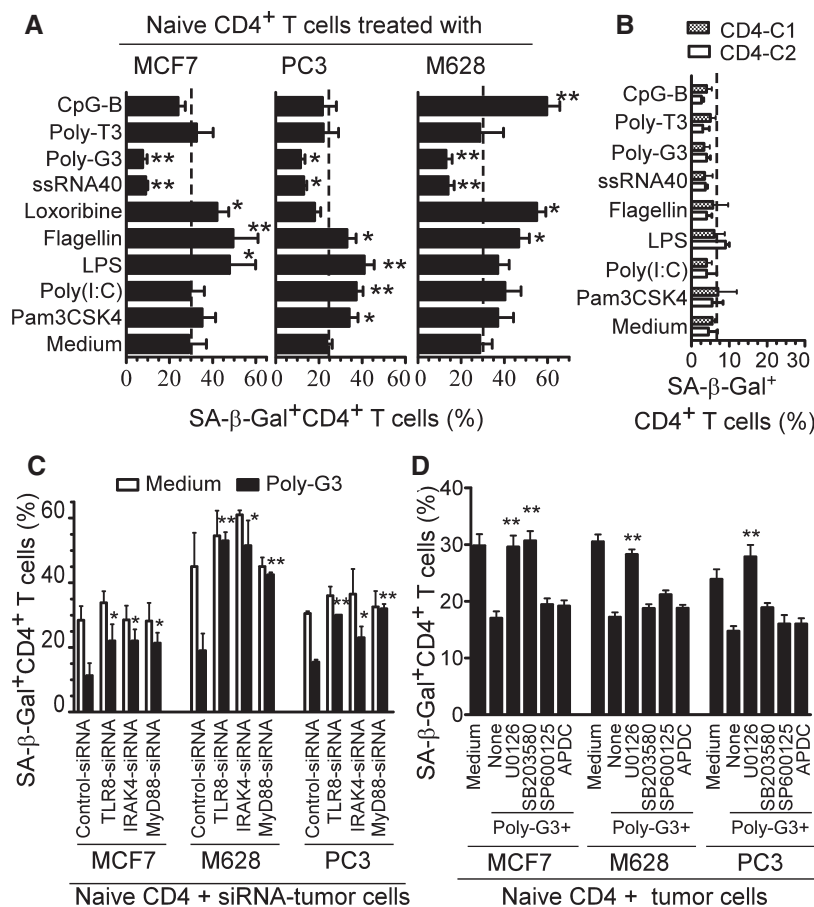 A
Naive CD4+ T cells treated with
MCF7 PC3 M628
CpG-B **
Poly-T3
Poly-G3 ** * **
ssRNA40 ** * **
Loxoribine * *
Flagellin ** * *
LPS * **
Poly(I:C) **
Pam3CSK4 *
Medium
0 20 40 60 0 20 40 60 0 20 40 60
SA-β-Gal+CD4+ T cells (%)
B
CD4-C1
CD4-C2
CpG-B
Poly-T3
Poly-G3
ssRNA40
Flagellin
LPS
Poly(I:C)
Pam3CSK4
Medium
0 10 20 30
SA-β-Gal+
CD4+ T cells (%)
C
Medium Poly-G3
SA-β-Gal+CD4+ T cells (%)
60
40
20
0
* * * ** * ** ** * **
Control-siRNA TLR8-siRNA IRAK4-siRNA MyD88-siRNA Control-siRNA TLR8-siRNA IRAK4-siRNA MyD88-siRNA Control-siRNA TLR8-siRNA IRAK4-siRNA MyD88-siRNA
MCF7 M628 PC3
Naive CD4 + siRNA-tumor cells
D
SA-β-Gal+CD4+ T cells (%)
40
30
20
10
0
** ** ** **
Medium None U0126 SB203580 SP600125 APDC Medium None U0126 SB203580 SP600125 APDC Medium None U0126 SB203580 SP600125 APDC
Poly-G3+ Poly-G3+ Poly-G3+
MCF7 M628 PC3
Naive CD4 + tumor cells